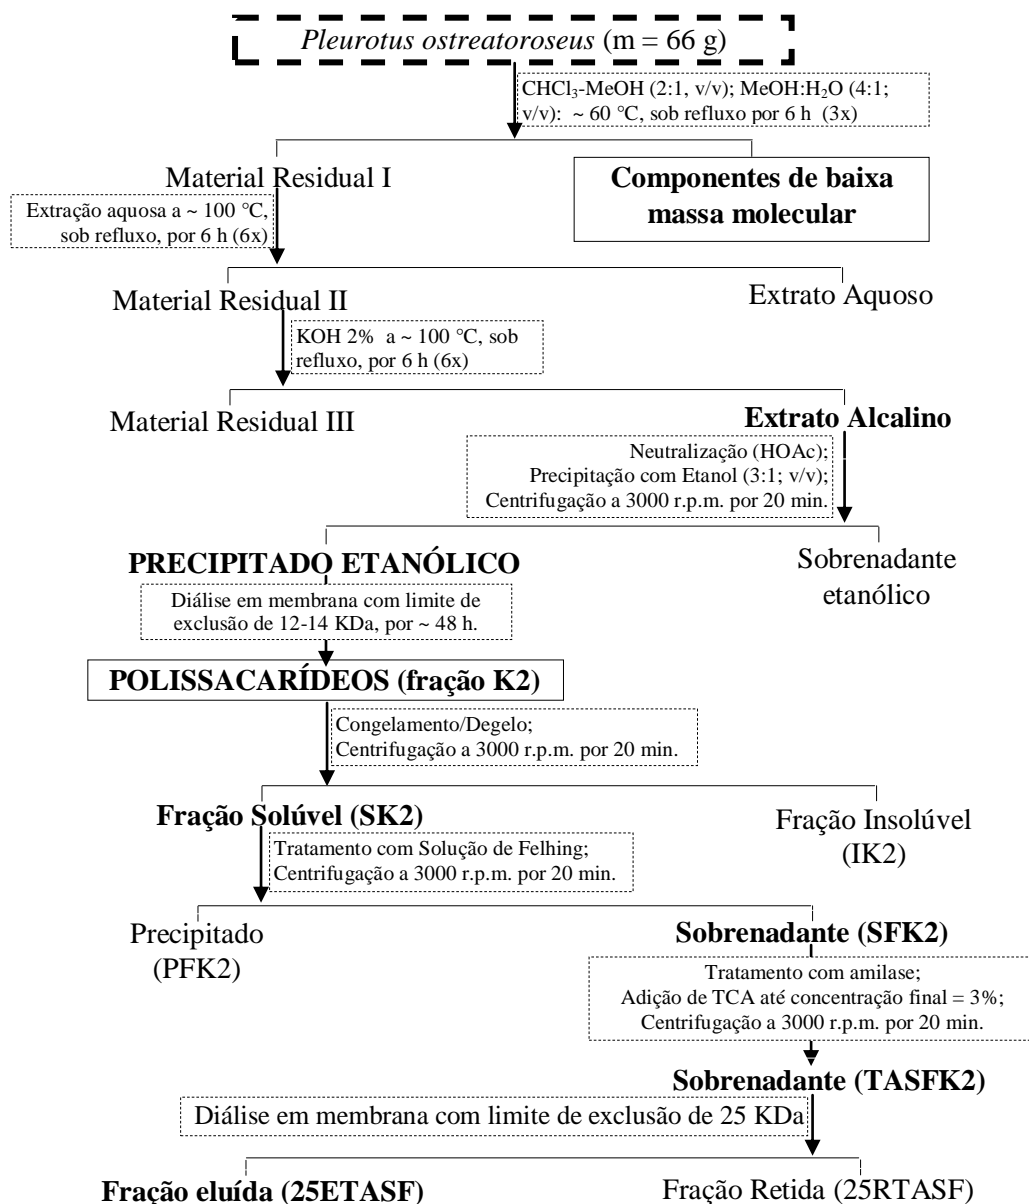 Pleurotus ostreatoroseus (m = 66 g)
CHCl₃-MeOH (2:1, v/v); MeOH:H₂O (4:1;
v/v): ~ 60 °C, sob refluxo por 6 h (3x)
Material Residual I
Componentes de baixa
massa molecular
Extração aquosa a ~ 100 °C,
sob refluxo, por 6 h (6x)
Material Residual II
Extrato Aquoso
KOH 2% a ~ 100 °C, sob
refluxo, por 6 h (6x)
Material Residual III
Extrato Alcalino
Neutralização (HOAc);
Precipitação com Etanol (3:1; v/v);
Centrifugação a 3000 r.p.m. por 20 min.
PRECIPITADO ETANÓLICO
Sobrenadante
etanólico
Diálise em membrana com limite de
exclusão de 12-14 KDa, por ~ 48 h.
POLISSACARÍDEOS (fração K2)
Congelamento/Degelo;
Centrifugação a 3000 r.p.m. por 20 min.
Fração Solúvel (SK2)
Fração Insolúvel
(IK2)
Tratamento com Solução de Felhing;
Centrifugação a 3000 r.p.m. por 20 min.
Precipitado
(PFK2)
Sobrenadante (SFK2)
Tratamento com amilase;
Adição de TCA até concentração final = 3%;
Centrifugação a 3000 r.p.m. por 20 min.
Sobrenadante (TASFK2)
Diálise em membrana com limite de exclusão de 25 KDa
Fração eluída (25ETASF)
Fração Retida (25RTASF)